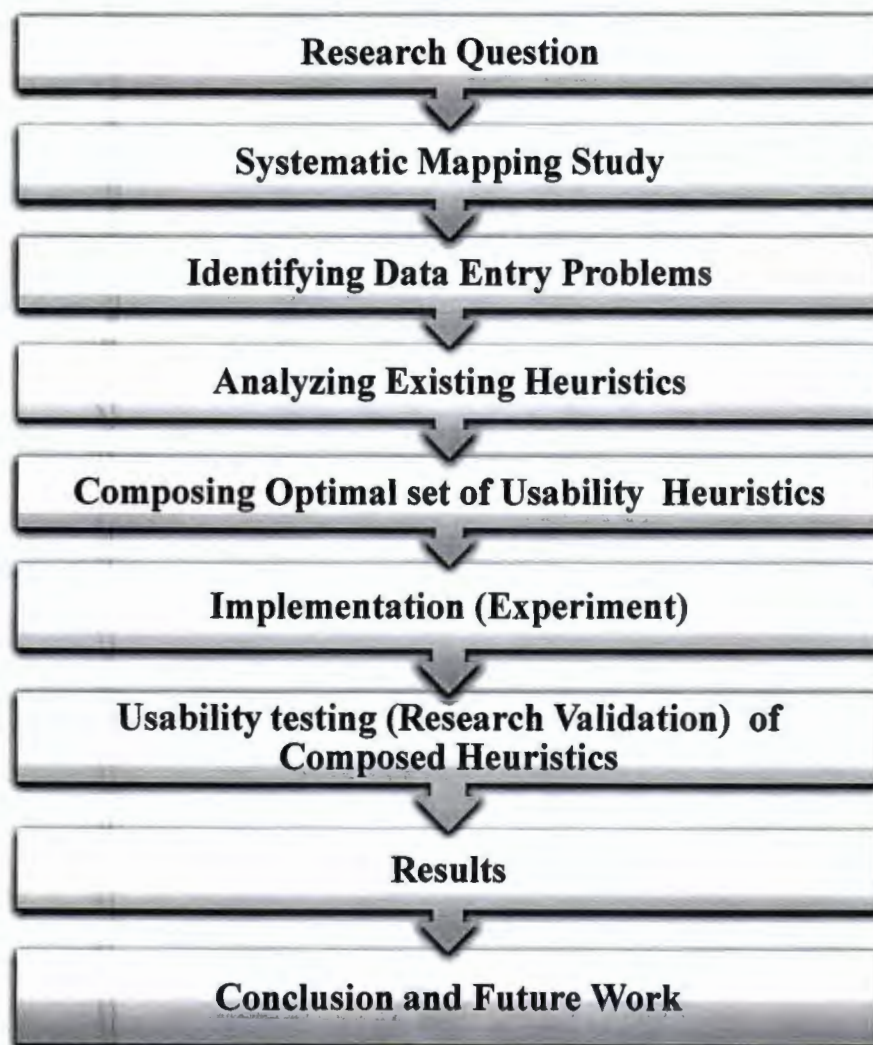 Research Question
Systematic Mapping Study
Identifying Data Entry Problems
Analyzing Existing Heuristics
Composing Optimal set of Usability Heuristics
Implementation (Experiment)
Usability testing (Research Validation) of
Composed Heuristics
Results
Conclusion and Future Work